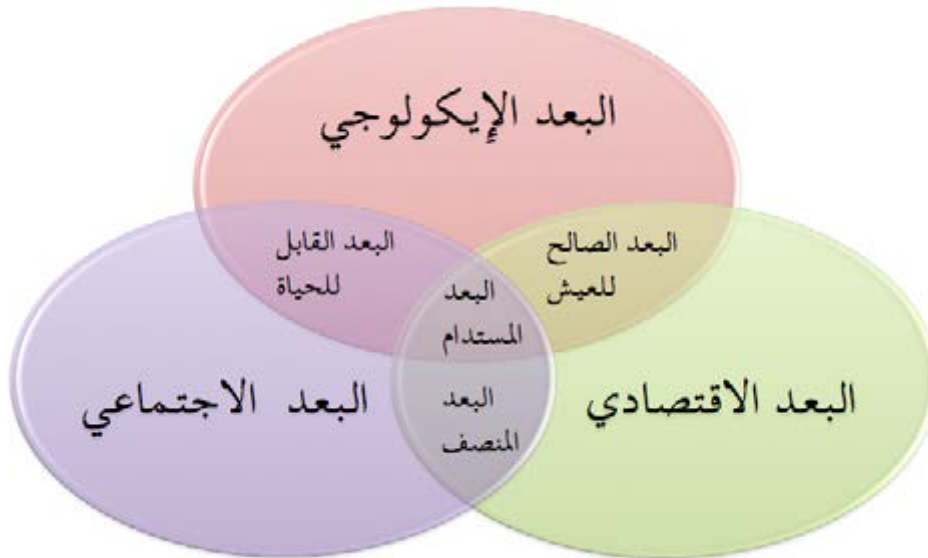 البعد الإيكولوجي
البعد الصالح
للعيش
البعد القابل
للحياة
البعد
المستدام
البعد الاقتصادي
البعد الاجتماعي
البعد
المنصف